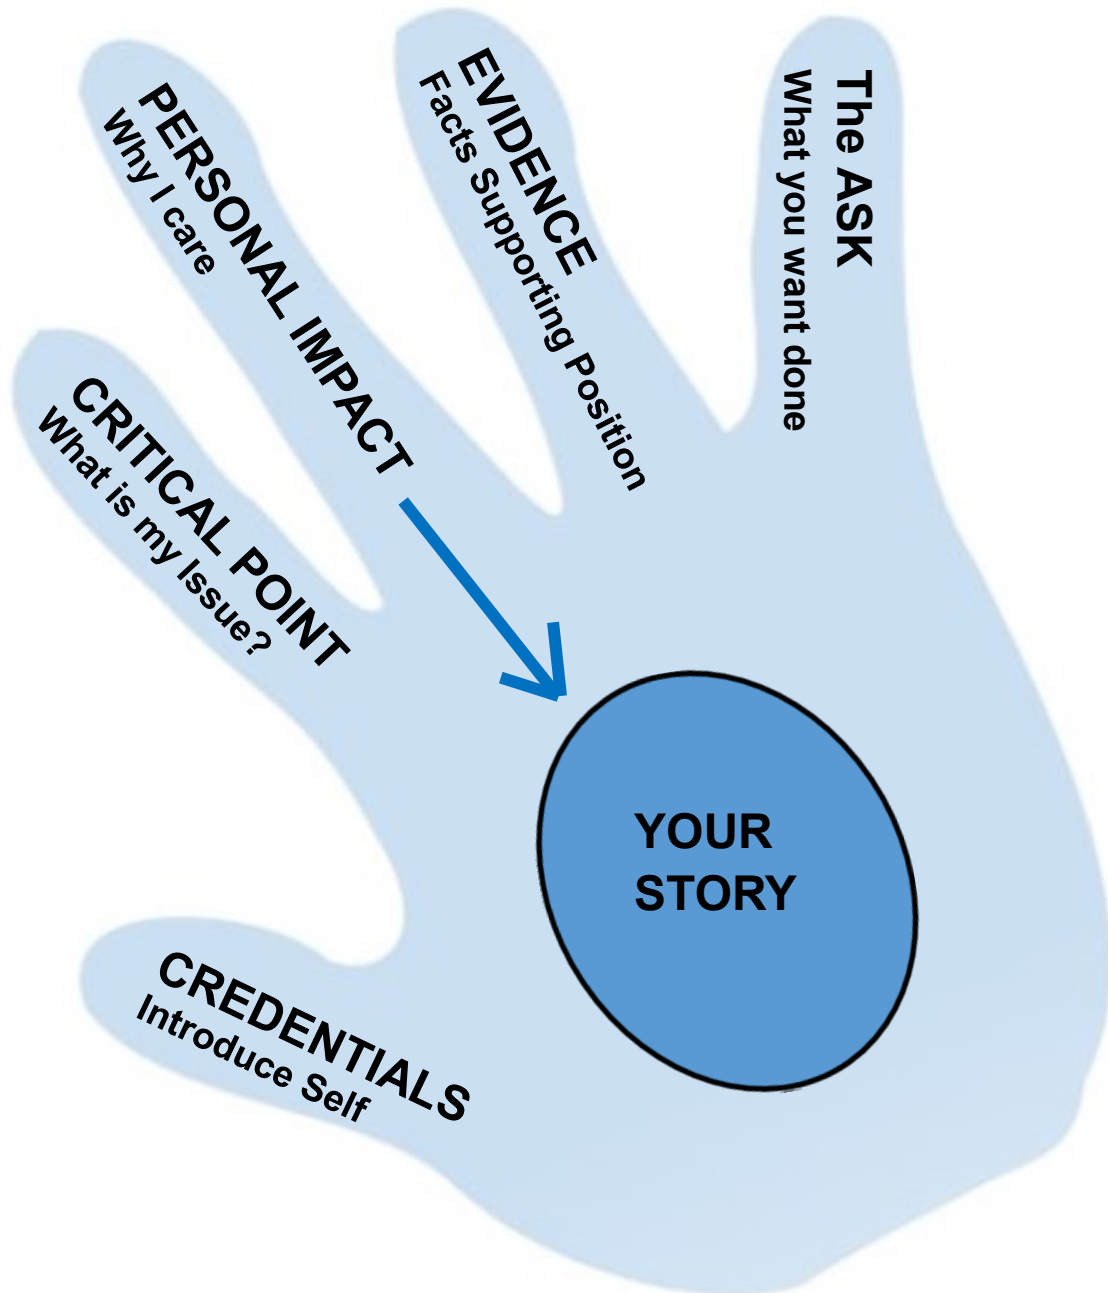 CREDENTIALS
Introduce Self
CRITICAL POINT
What is my Issue?
PERSONAL IMPACT
Why I care
EVIDENCE
Facts Supporting Position
The ASK
What you want done
YOUR
STORY